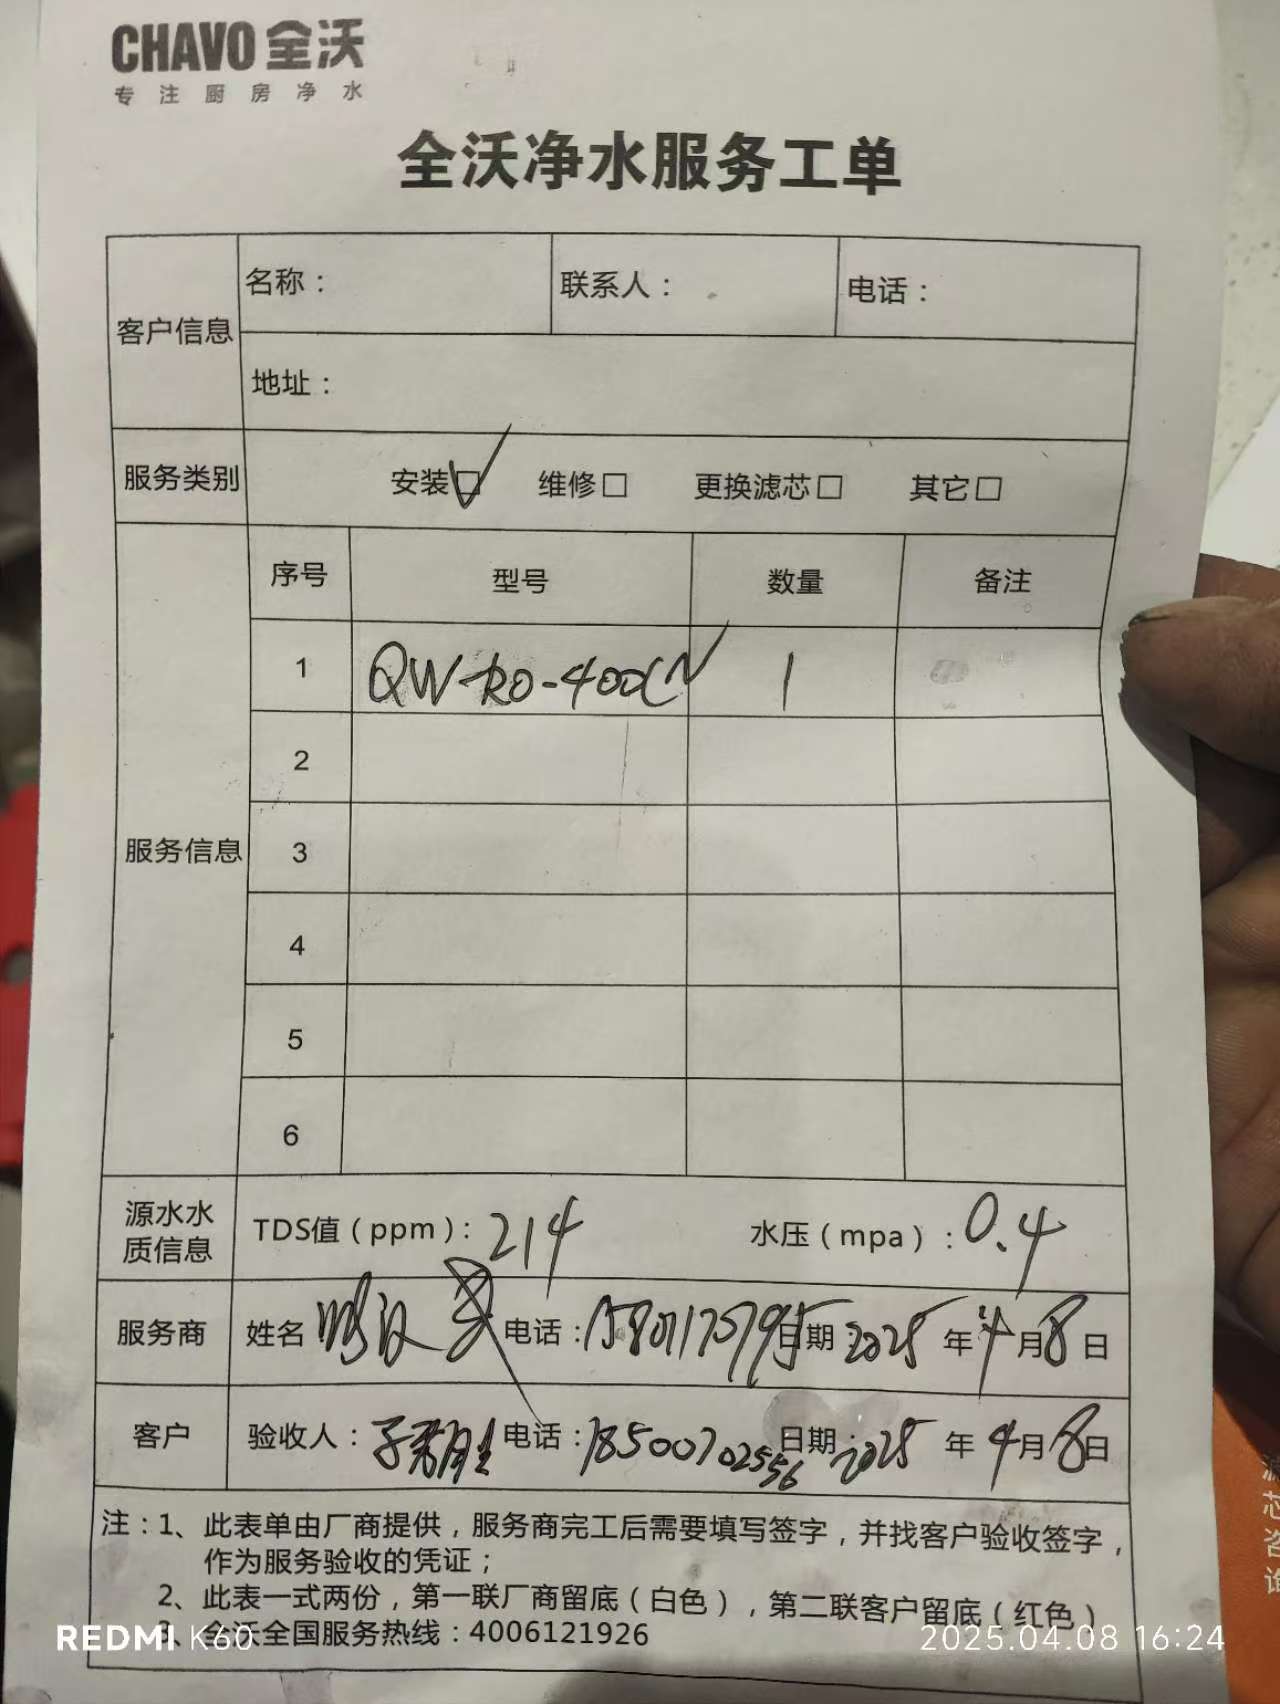 CHAVO 全沃
专注厨房净水
全沃净水服务工单
客户信息 名称： 联系人： 电话：
地址：
服务类别 安装□✓ 维修□ 更换滤芯□ 其它□
服务信息 序号 型号 数量 备注
1 QW-RO-400CN 1
2
3
4
5
6
源水水质信息 TDS值（ppm）：214 水压（mpa）：0.4
服务商 姓名 电话： 日期 2025 年 4 月 8 日
客户 验收人： 电话：18500702556 日期：2025 年 4 月 8 日
注：1、此表单由厂商提供，服务商完工后需要填写签字，并找客户验收签字，
作为服务验收的凭证；
2、此表一式两份，第一联厂商留底（白色），第二联客户留底（红色）
3、全沃全国服务热线：4006121926
REDMI K60
2025.04.08 16:24
芯咨询